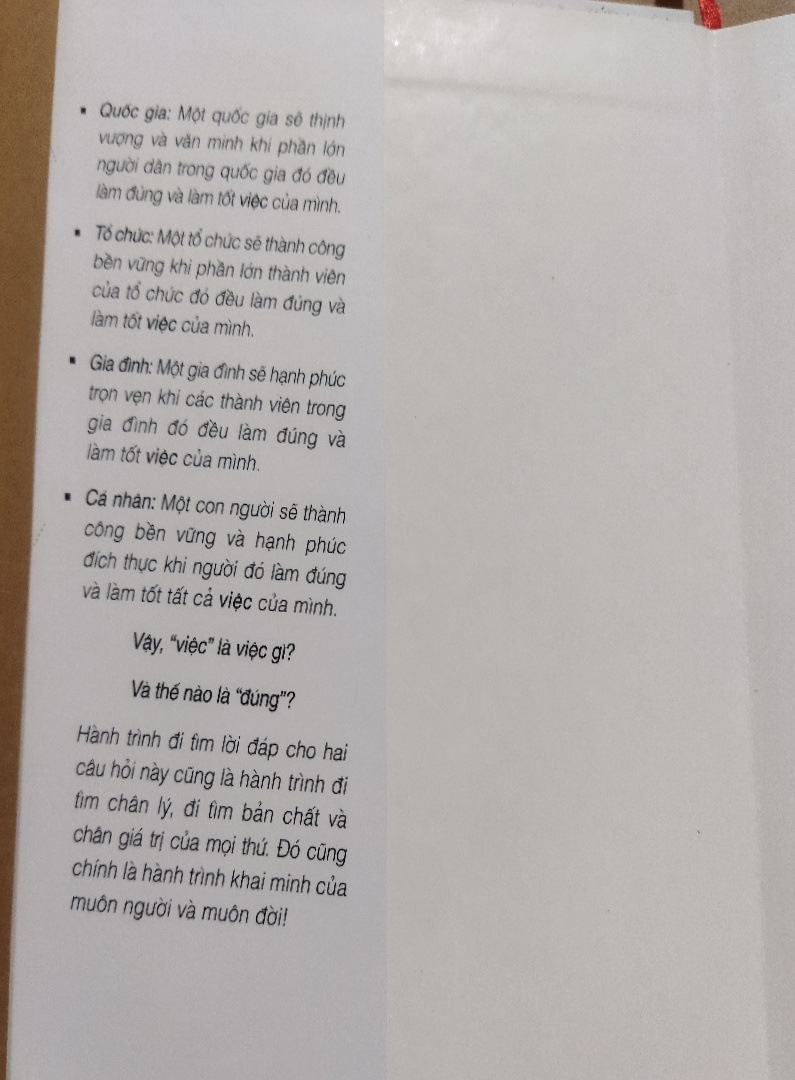 ▪ Quốc gia: Một quốc gia sẽ thịnh
vượng và văn minh khi phần lớn
người dân trong quốc gia đó đều
làm đúng và làm tốt việc của mình.
▪ Tổ chức: Một tổ chức sẽ thành công
bền vững khi phần lớn thành viên
của tổ chức đó đều làm đúng và
làm tốt việc của mình.
▪ Gia đình: Một gia đình sẽ hạnh phúc
trọn vẹn khi các thành viên trong
gia đình đó đều làm đúng và
làm tốt việc của mình.
▪ Cá nhân: Một con người sẽ thành
công bền vững và hạnh phúc
đích thực khi người đó làm đúng
và làm tốt tất cả việc của mình.
Vậy, “việc” là việc gì?
Và thế nào là “đúng”?
Hành trình đi tìm lời đáp cho hai
câu hỏi này cũng là hành trình đi
tìm chân lý, đi tìm bản chất và
chân giá trị của mọi thứ. Đó cũng
chính là hành trình khai minh của
muôn người và muôn đời!